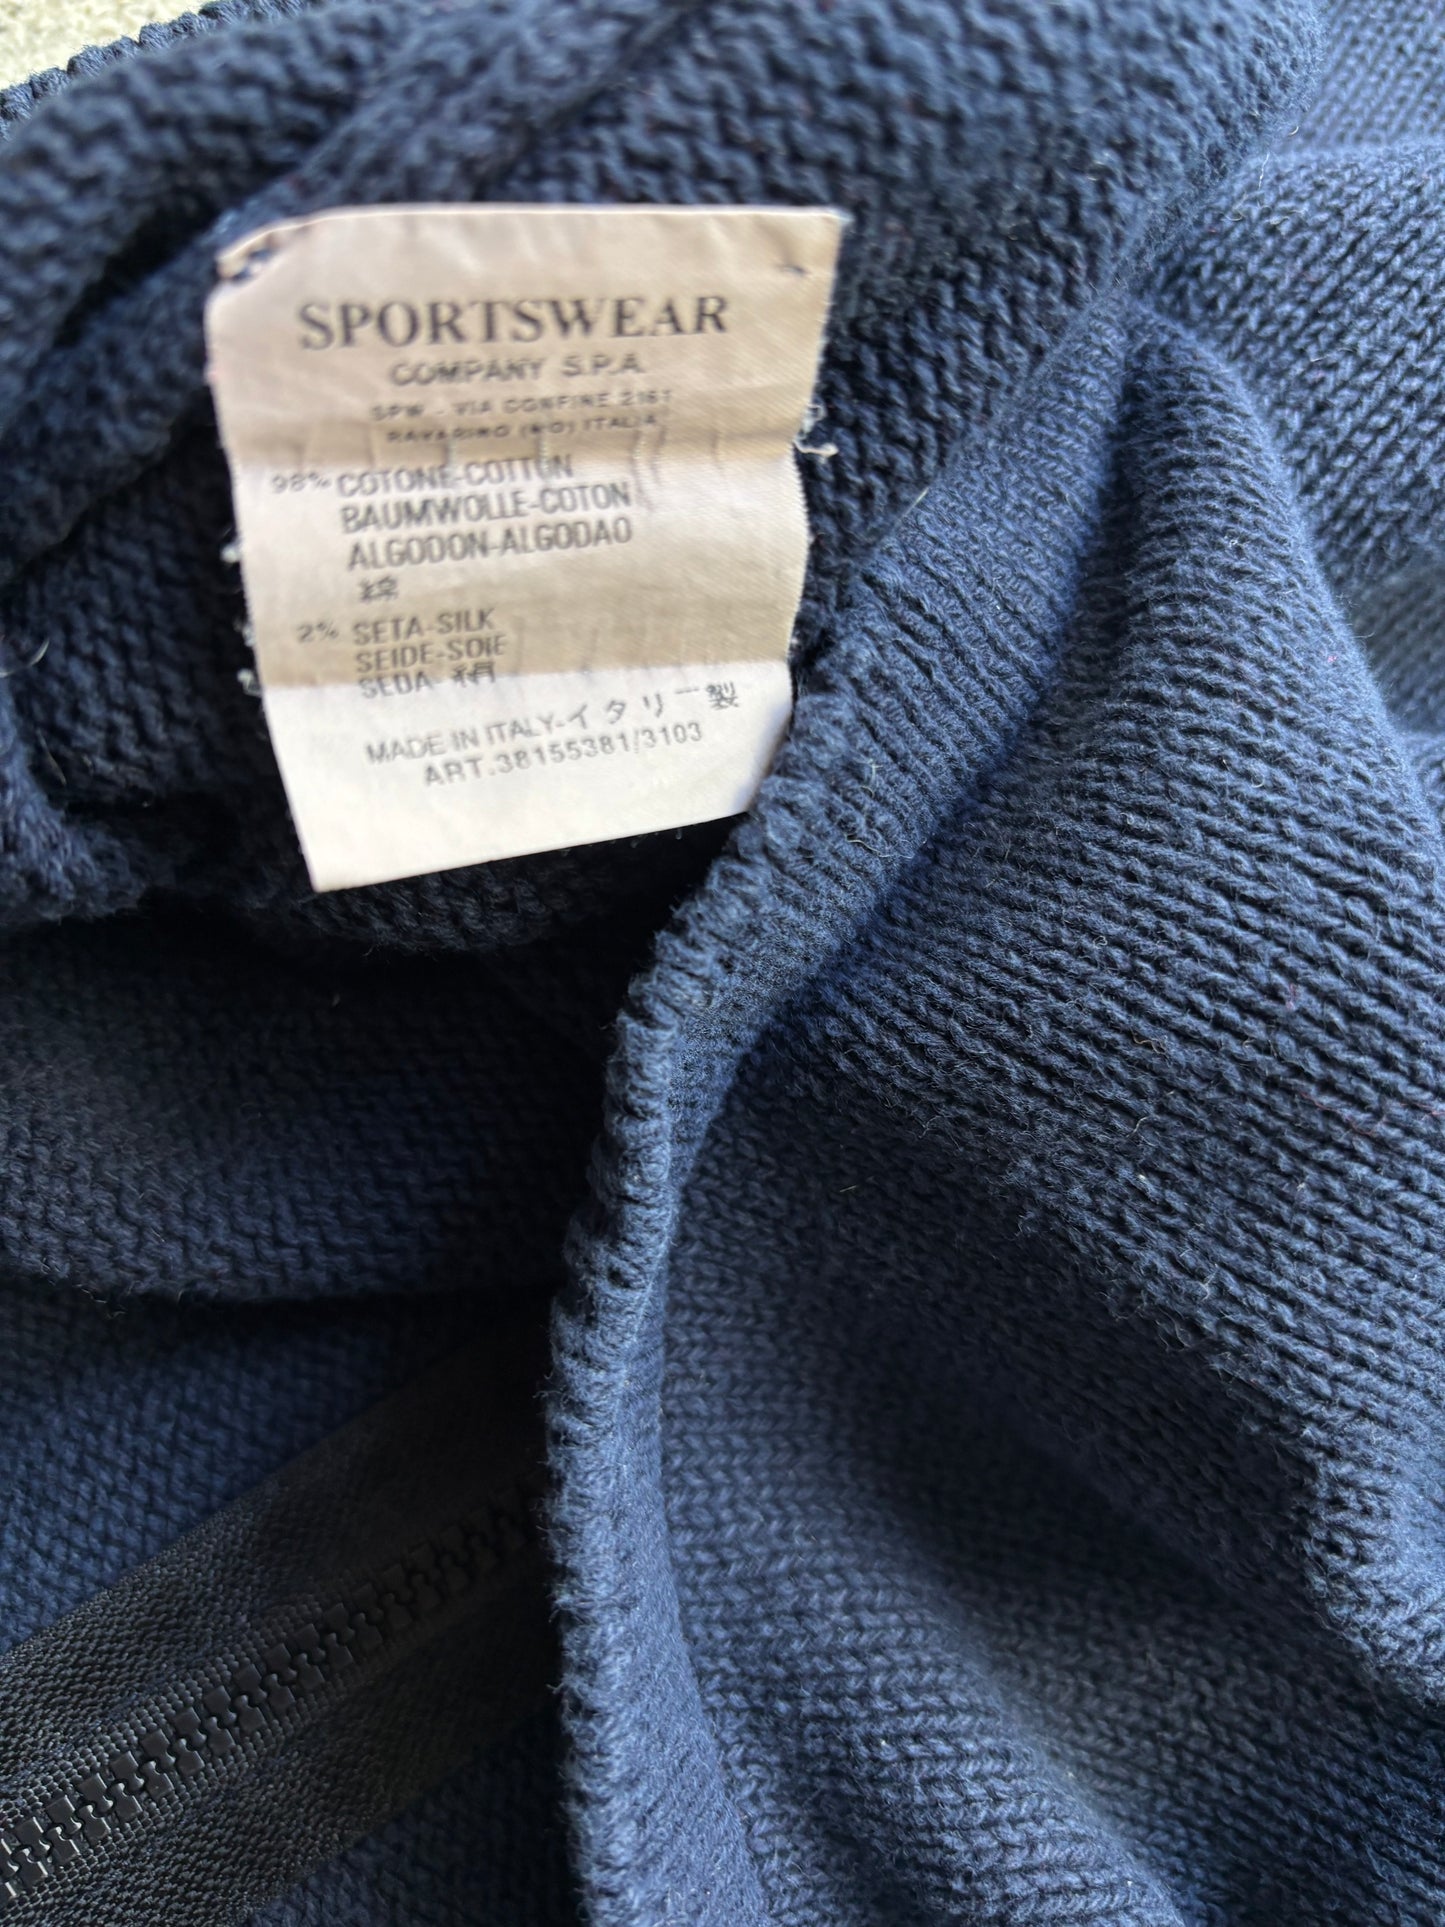 SPORTSWEAR
COMPANY S.P.A.
SPW - VIA CONFINE 2161
RAVARINO (MO) ITALIA
98% COTONE-COTTON
BAUMWOLLE-COTON
ALGODON-ALGODAO
綿
2% SETA-SILK
SEIDE-SOIE
SEDA-絹
MADE IN ITALY-イタリー製
ART.38155381/3103